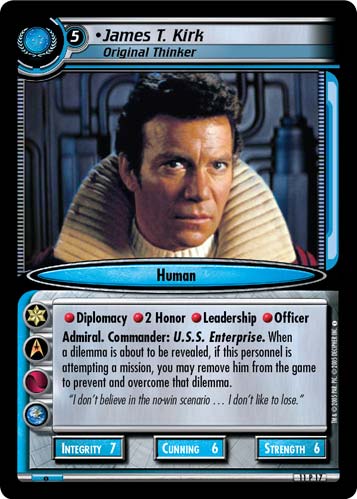 5
•James T. Kirk
Original Thinker
Human
Diplomacy 2 Honor Leadership Officer
Admiral. Commander: U.S.S. Enterprise. When
a dilemma is about to be revealed, if this personnel is
attempting a mission, you may remove him from the game
to prevent and overcome that dilemma.
"I don't believe in the no-win scenario . . . I don't like to lose."
INTEGRITY 7 CUNNING 6 STRENGTH 6
11 P 17